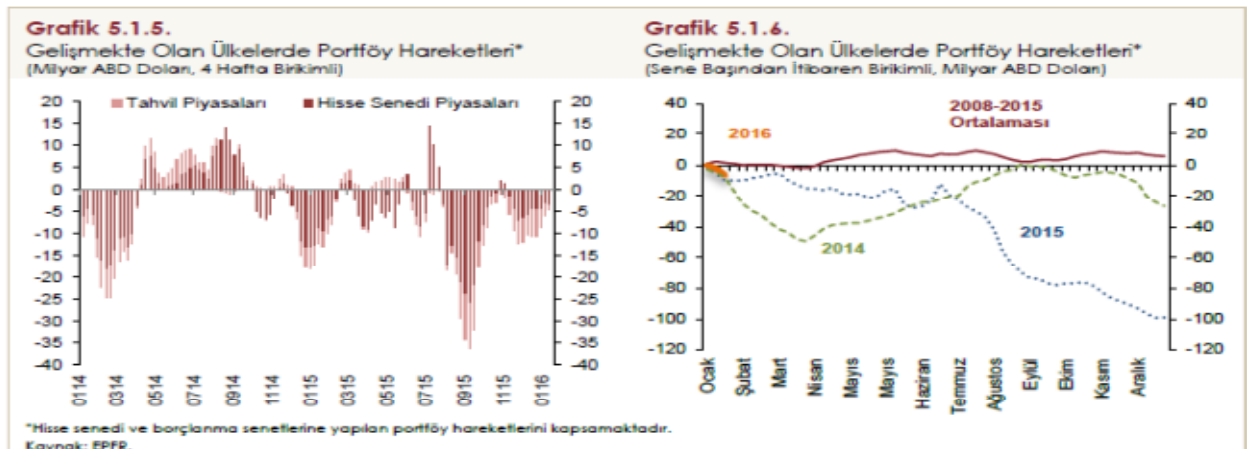 Grafik 5.1.5.
Gelişmekte Olan Ülkelerde Portföy Hareketleri*
(Milyar ABD Doları, 4 Hafta Birikimli)
Tahvil Piyasaları Hisse Senedi Piyasaları
20 20
15 15
10 10
5 5
0 0
-5 -5
-10 -10
-15 -15
-20 -20
-25 -25
-30 -30
-35 -35
-40 -40
0114 0314 0514 0714 0914 1114 0115 0315 0515 0715 0915 1115 0116
Grafik 5.1.6.
Gelişmekte Olan Ülkelerde Portföy Hareketleri*
(Sene Başından İtibaren Birikimli, Milyar ABD Doları)
40 40
2008-2015
Ortalaması
20 20
2016
0 0
-20 -20
-40 -40
2014
2015
-60 -60
-80 -80
-100 -100
-120 -120
Ocak Şubat Mart Nisan Mayıs Mayıs Haziran Temmuz Ağustos Eylül Ekim Kasım Aralık
*Hisse senedi ve borçlanma senetlerine yapılan portföy hareketlerini kapsamaktadır.
Kaynak: EPFR.